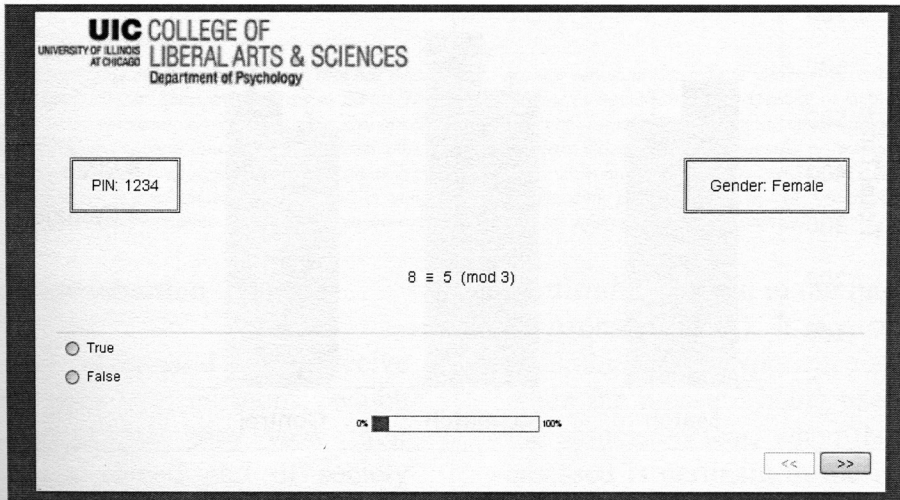 UIC COLLEGE OF
UNIVERSITY OF ILLINOIS
AT CHICAGO
LIBERAL ARTS & SCIENCES
Department of Psychology
PIN: 1234
Gender: Female
8 ≡ 5 (mod 3)
True
False
0% 100%
<< >>